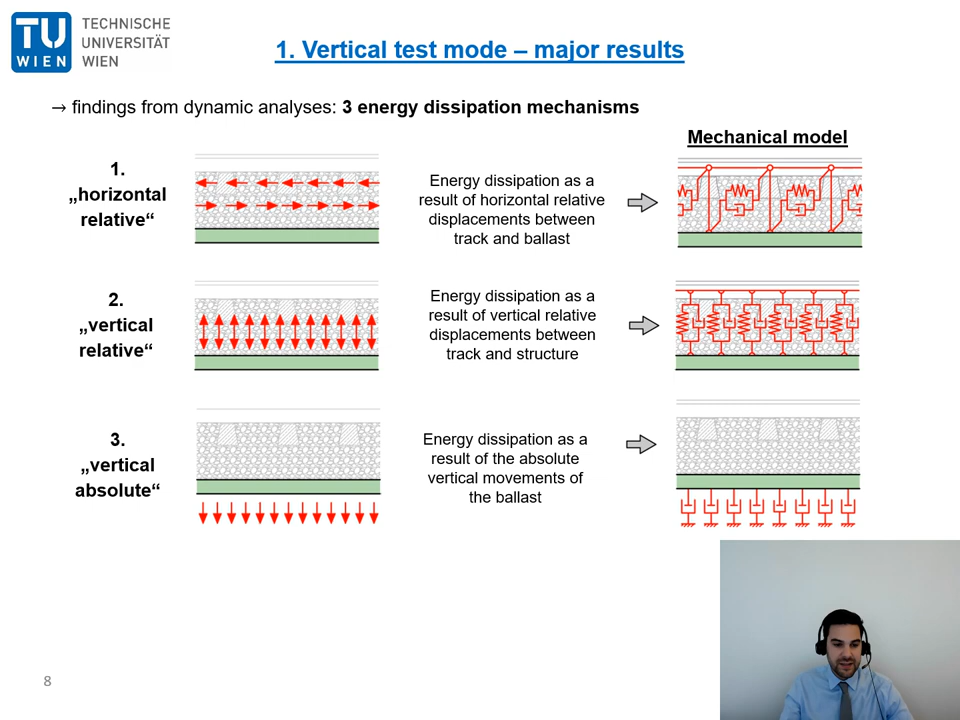 TU
WIEN
TECHNISCHE
UNIVERSITÄT
WIEN
1. Vertical test mode – major results
→ findings from dynamic analyses: 3 energy dissipation mechanisms
Mechanical model
1.
„horizontal
relative“
Energy dissipation as a
result of horizontal relative
displacements between
track and ballast
2.
„vertical
relative“
Energy dissipation as a
result of vertical relative
displacements between
track and structure
3.
„vertical
absolute“
Energy dissipation as a
result of the absolute
vertical movements of
the ballast
8